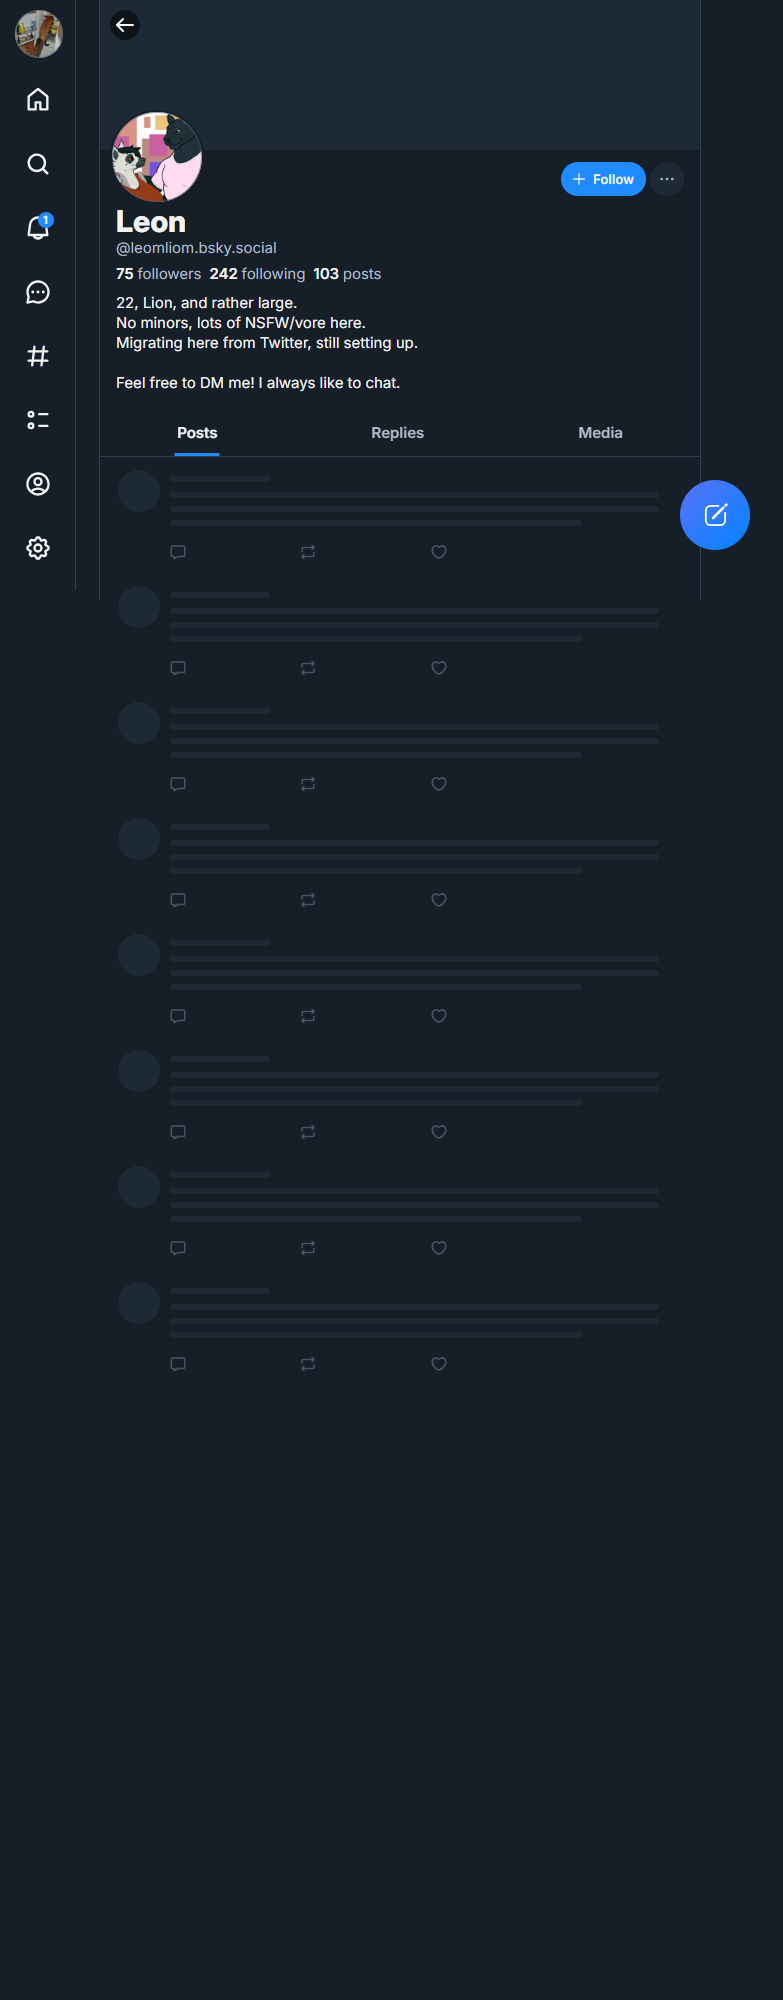 1
+ Follow
Leon
@leomliom.bsky.social
75 followers 242 following 103 posts
22, Lion, and rather large.
No minors, lots of NSFW/vore here.
Migrating here from Twitter, still setting up.
Feel free to DM me! I always like to chat.
Posts Replies Media